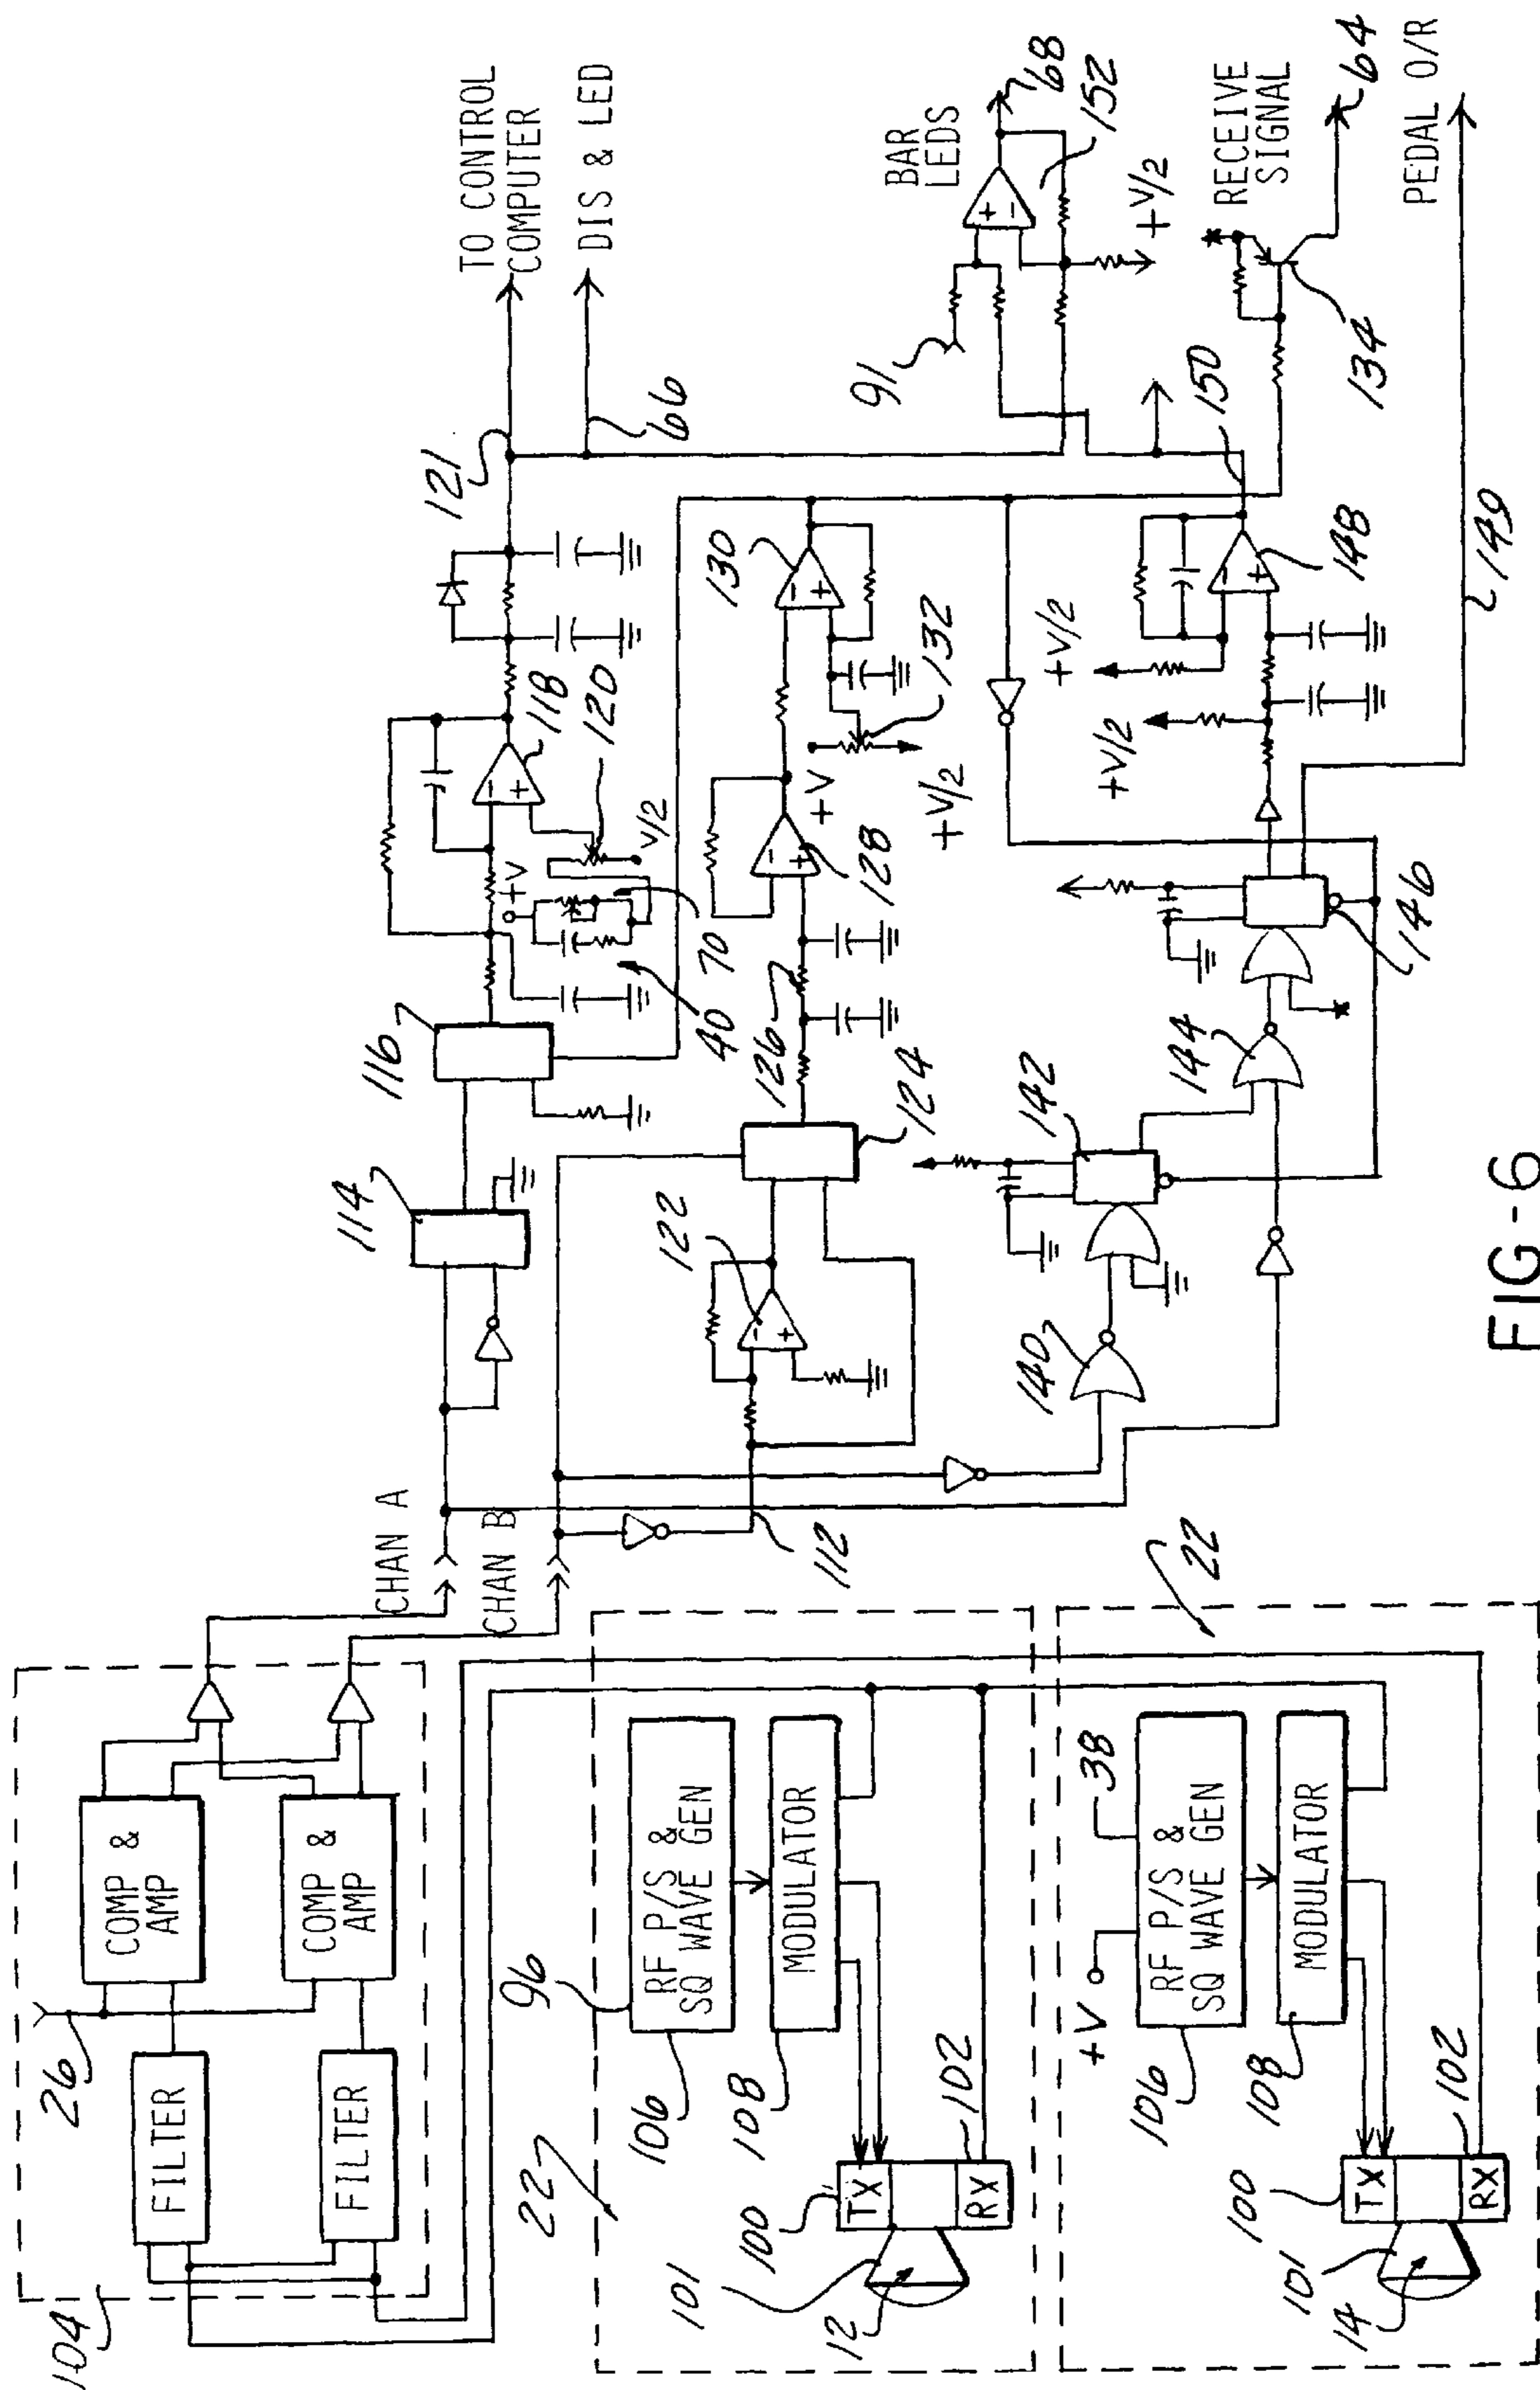 TO CONTROL
COMPUTER
DIS & LED
121
66
BAR
LEDS
68
152
+V/2
91
RECEIVE
SIGNAL
64
PEDAL O/R
134
150
149
130
132
+V
+V/2
148
+V/2
+V/2
118
120
V/2
+V
70
40
128
126
124
146
144
142
116
114
122
140
112
CHAN A
CHAN B
22
104
26
FILTER
FILTER
COMP &
AMP
COMP &
AMP
96
RF P/S &
SQ WAVE GEN
106
MODULATOR
108
22
TX
RX
100
102
101
12
+V
38
RF P/S &
SQ WAVE GEN
106
MODULATOR
108
TX
RX
100
102
101
14
FIG-6